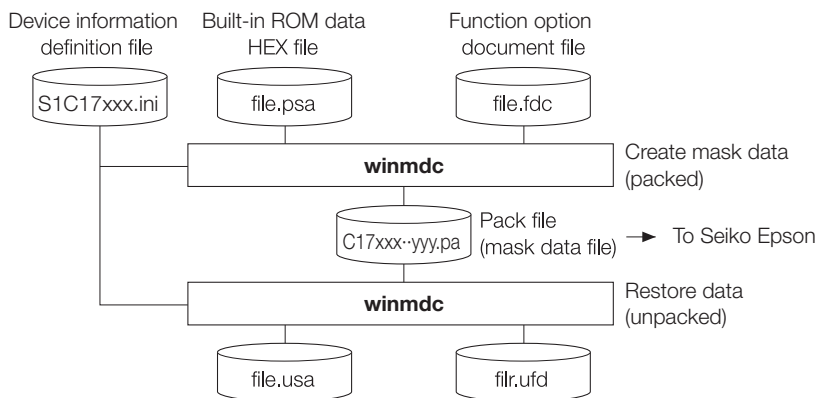 Device information
definition file
Built-in ROM data
HEX file
Function option
document file
S1C17xxx.ini
file.psa
file.fdc
winmdc
Create mask data
(packed)
C17xxx··yyy.pa
Pack file
(mask data file)
To Seiko Epson
winmdc
Restore data
(unpacked)
file.usa
filr.ufd